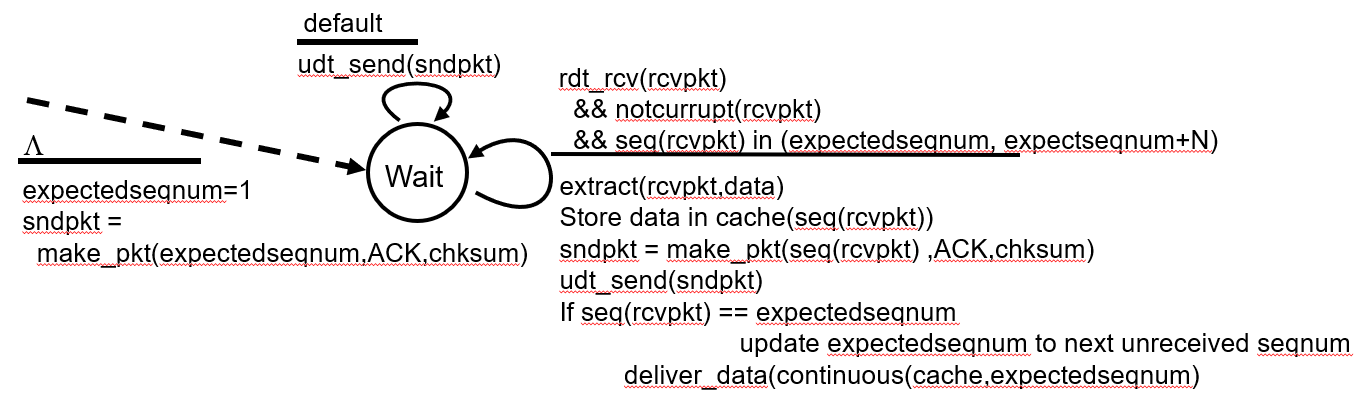 default
udt_send(sndpkt)
Λ
expectedseqnum=1
sndpkt =
make_pkt(expectedseqnum,ACK,chksum)
Wait
rdt_rcv(rcvpkt)
&& notcurrupt(rcvpkt)
&& seq(rcvpkt) in (expectedseqnum, expectseqnum+N)
extract(rcvpkt,data)
Store data in cache(seq(rcvpkt))
sndpkt = make_pkt(seq(rcvpkt) ,ACK,chksum)
udt_send(sndpkt)
If seq(rcvpkt) == expectedseqnum
update expectedseqnum to next unreceived seqnum
deliver_data(continuous(cache,expectedseqnum)